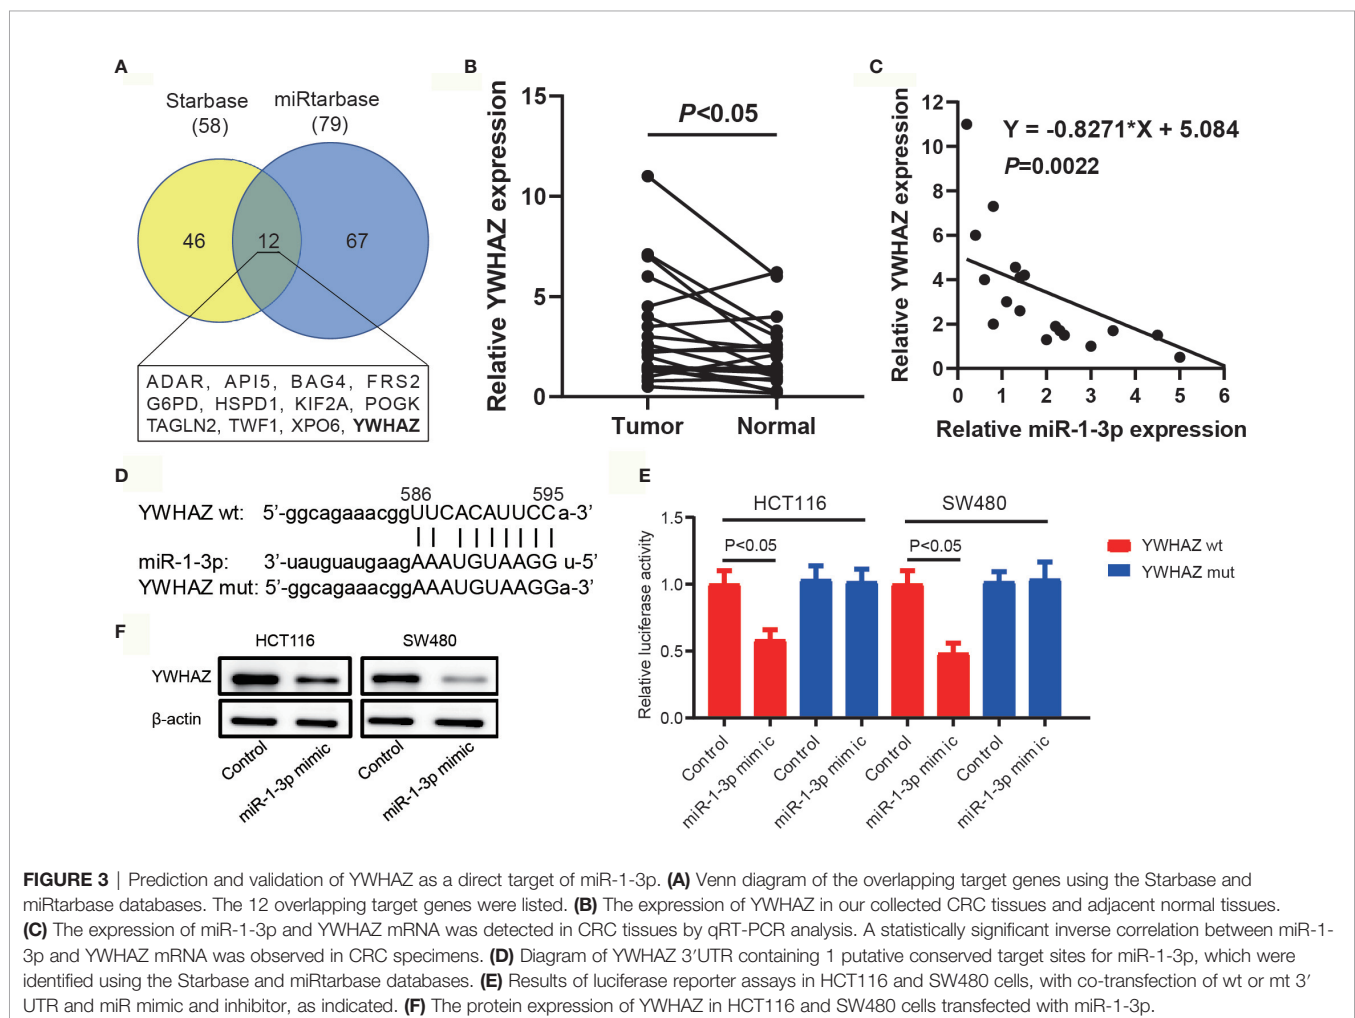 A
Starbase
(58)
miRtarbase
(79)
46
12
67
ADAR, API5, BAG4, FRS2
G6PD, HSPD1, KIF2A, POGK
TAGLN2, TWF1, XPO6, YWHAZ
B
Relative YWHAZ expression
15
10
5
0
P<0.05
Tumor Normal
C
Relative YWHAZ expression
12
10
8
6
4
2
0
Y = -0.8271*X + 5.084
P=0.0022
0 1 2 3 4 5 6
Relative miR-1-3p expression
D
586 595
YWHAZ wt: 5'-ggcagaaacggUUCACAUUCCa-3'
miR-1-3p: 3'-uauguaugaagAAAUGUAAGG u-5'
YWHAZ mut: 5'-ggcagaaacggAAAUGUAAGGa-3'
E
Relative luciferase activity
1.5
1.0
0.5
0.0
HCT116 SW480
P<0.05 P<0.05
YWHAZ wt
YWHAZ mut
Control
miR-1-3p mimic
Control
miR-1-3p mimic
Control
miR-1-3p mimic
Control
miR-1-3p mimic
F
HCT116 SW480
YWHAZ
β-actin
Control
miR-1-3p mimic
Control
miR-1-3p mimic
FIGURE 3 | Prediction and validation of YWHAZ as a direct target of miR-1-3p. (A) Venn diagram of the overlapping target genes using the Starbase and
miRtarbase databases. The 12 overlapping target genes were listed. (B) The expression of YWHAZ in our collected CRC tissues and adjacent normal tissues.
(C) The expression of miR-1-3p and YWHAZ mRNA was detected in CRC tissues by qRT-PCR analysis. A statistically significant inverse correlation between miR-1-
3p and YWHAZ mRNA was observed in CRC specimens. (D) Diagram of YWHAZ 3′UTR containing 1 putative conserved target sites for miR-1-3p, which were
identified using the Starbase and miRtarbase databases. (E) Results of luciferase reporter assays in HCT116 and SW480 cells, with co-transfection of wt or mt 3′
UTR and miR mimic and inhibitor, as indicated. (F) The protein expression of YWHAZ in HCT116 and SW480 cells transfected with miR-1-3p.